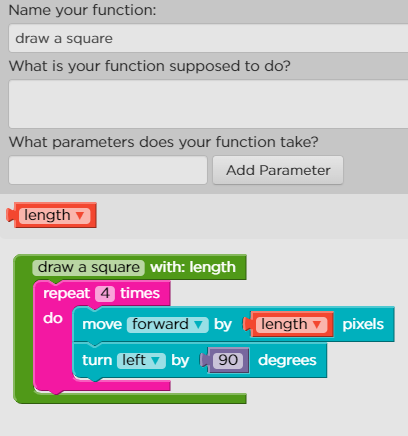 Name your function:
draw a square
What is your function supposed to do?
What parameters does your function take?
Add Parameter
length ▼
draw a square with: length
repeat 4 times
do
move forward ▼ by length ▼ pixels
turn left ▼ by 90 degrees